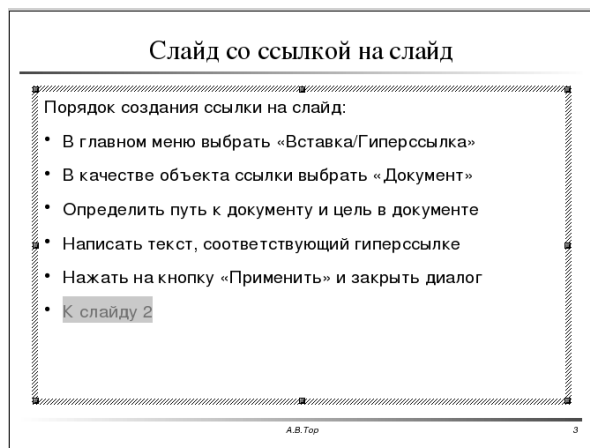 Слайд со ссылкой на слайд
Порядок создания ссылки на слайд:
• В главном меню выбрать «Вставка/Гиперссылка»
• В качестве объекта ссылки выбрать «Документ»
• Определить путь к документу и цель в документе
• Написать текст, соответствующий гиперссылке
• Нажать на кнопку «Применить» и закрыть диалог
• К слайду 2
А.В.Тор
3